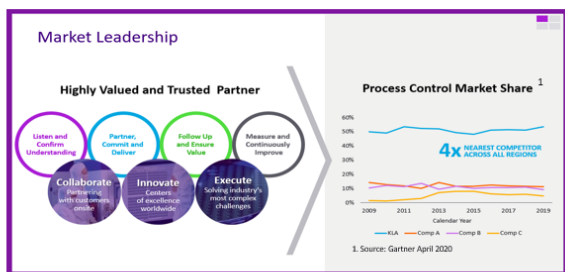 Market Leadership
Highly Valued and Trusted Partner
Listen and
Confirm
Understanding
Partner,
Commit and
Deliver
Follow Up and
Ensure
Value
Measure and
Continuously
Improve
Collaborate
Partnering
with customers
onsite
Innovate
Centers
of excellence
worldwide
Execute
Solving industry's
most complex
challenges
Process Control Market Share 1
60%
50%
40%
30%
20%
10%
0%
4x NEAREST COMPETITOR
ACROSS ALL REGIONS
2009 2011 2013 2015 2017 2019
Calendar Year
KLA Comp A Comp B Comp C
1. Source: Gartner April 2020